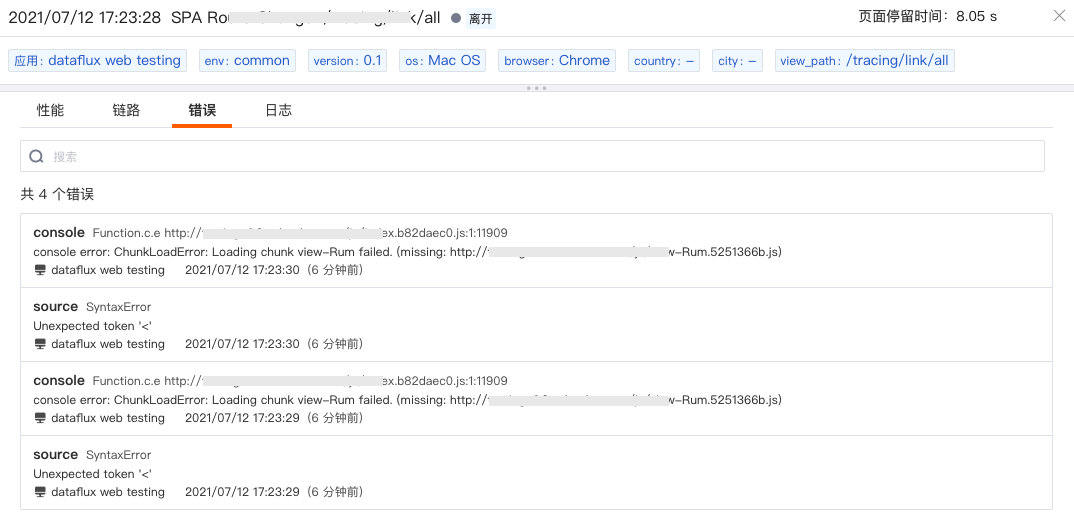 2021/07/12 17:23:28 SPA /all 离开 页面停留时间：8.05 s
应用: dataflux web testing env: common version: 0.1 os: Mac OS browser: Chrome country: – city: – view_path: /tracing/link/all
性能 链路 错误 日志
搜索
共 4 个错误
console Function.c.e http:// ex.b82daec0.js:1:11909
console error: ChunkLoadError: Loading chunk view-Rum failed. (missing: http:// w-Rum.5251366b.js)
dataflux web testing 2021/07/12 17:23:30（6 分钟前）
source SyntaxError
Unexpected token '<'
dataflux web testing 2021/07/12 17:23:30（6 分钟前）
console Function.c.e http:// ex.b82daec0.js:1:11909
console error: ChunkLoadError: Loading chunk view-Rum failed. (missing: http:// w-Rum.5251366b.js)
dataflux web testing 2021/07/12 17:23:29（6 分钟前）
source SyntaxError
Unexpected token '<'
dataflux web testing 2021/07/12 17:23:29（6 分钟前）